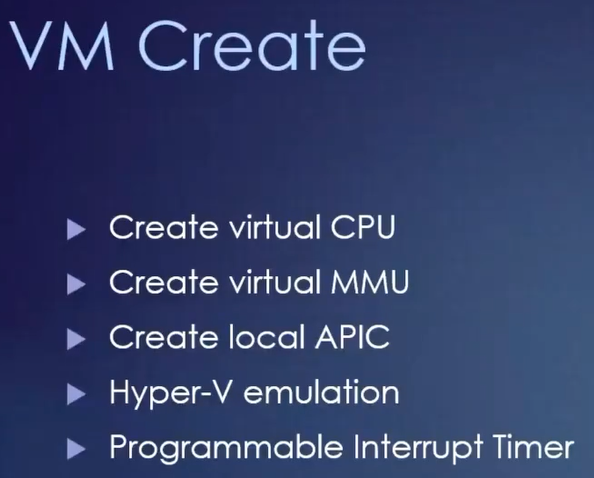 VM Create
Create virtual CPU
Create virtual MMU
Create local APIC
Hyper-V emulation
Programmable Interrupt Timer